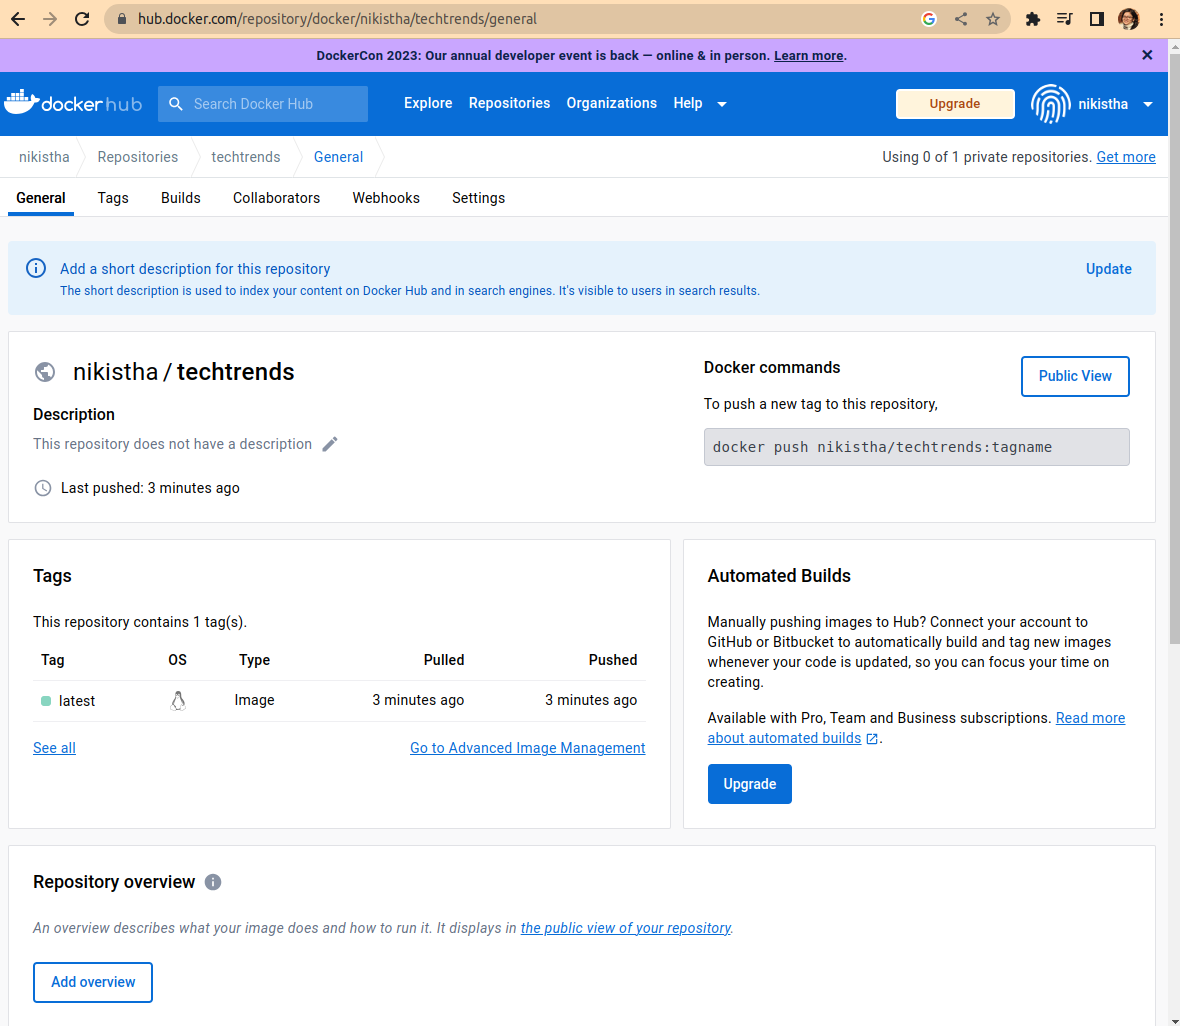 hub.docker.com/repository/docker/nikistha/techtrends/general
DockerCon 2023: Our annual developer event is back — online & in person. Learn more.
docker hub
Search Docker Hub
Explore Repositories Organizations Help
Upgrade
nikistha
nikistha Repositories techtrends General
Using 0 of 1 private repositories. Get more
General Tags Builds Collaborators Webhooks Settings
Add a short description for this repository
Update
The short description is used to index your content on Docker Hub and in search engines. It's visible to users in search results.
nikistha / techtrends
Description
This repository does not have a description
Last pushed: 3 minutes ago
Docker commands
Public View
To push a new tag to this repository,
docker push nikistha/techtrends:tagname
Tags
This repository contains 1 tag(s).
Tag OS Type Pulled Pushed
latest Image 3 minutes ago 3 minutes ago
See all Go to Advanced Image Management
Automated Builds
Manually pushing images to Hub? Connect your account to
GitHub or Bitbucket to automatically build and tag new images
whenever your code is updated, so you can focus your time on
creating.
Available with Pro, Team and Business subscriptions. Read more
about automated builds .
Upgrade
Repository overview
An overview describes what your image does and how to run it. It displays in the public view of your repository.
Add overview